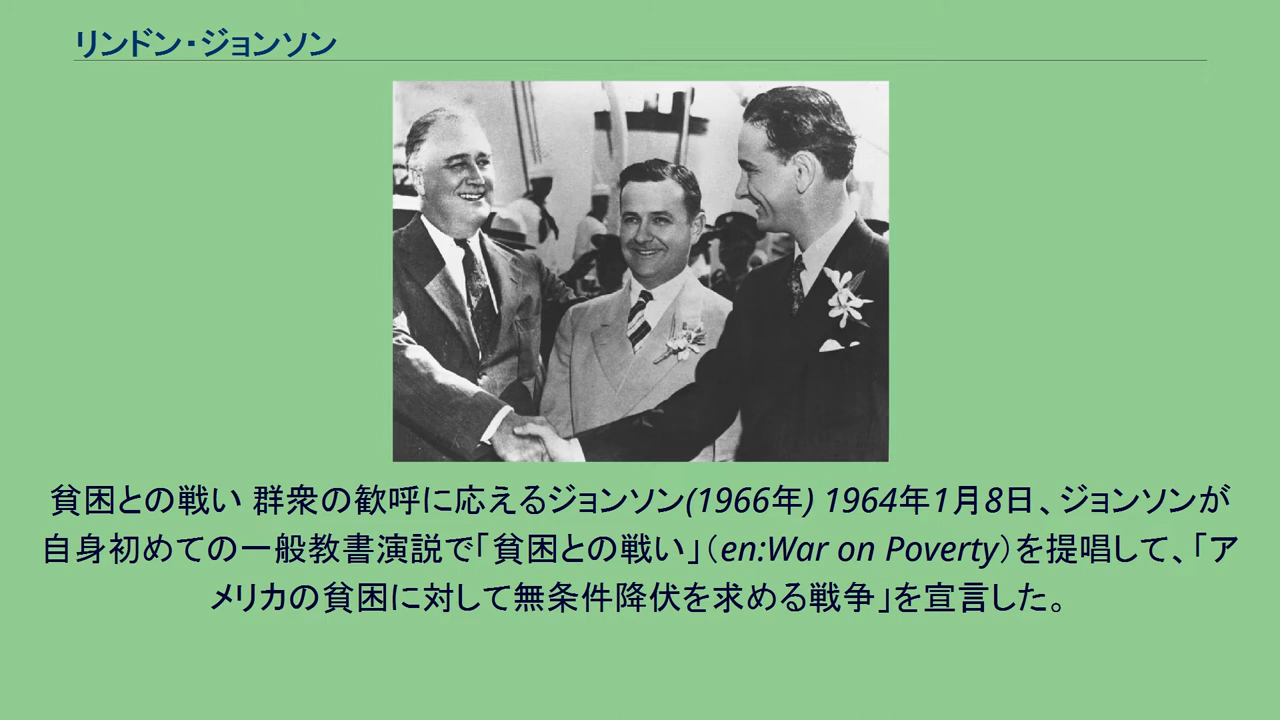 リンドン・ジョンソン
貧困との戦い 群衆の歓呼に応えるジョンソン(1966年) 1964年1月8日、ジョンソンが
自身初めての一般教書演説で「貧困との戦い」（en:War on Poverty）を提唱して、「ア
メリカの貧困に対して無条件降伏を求める戦争」を宣言した。